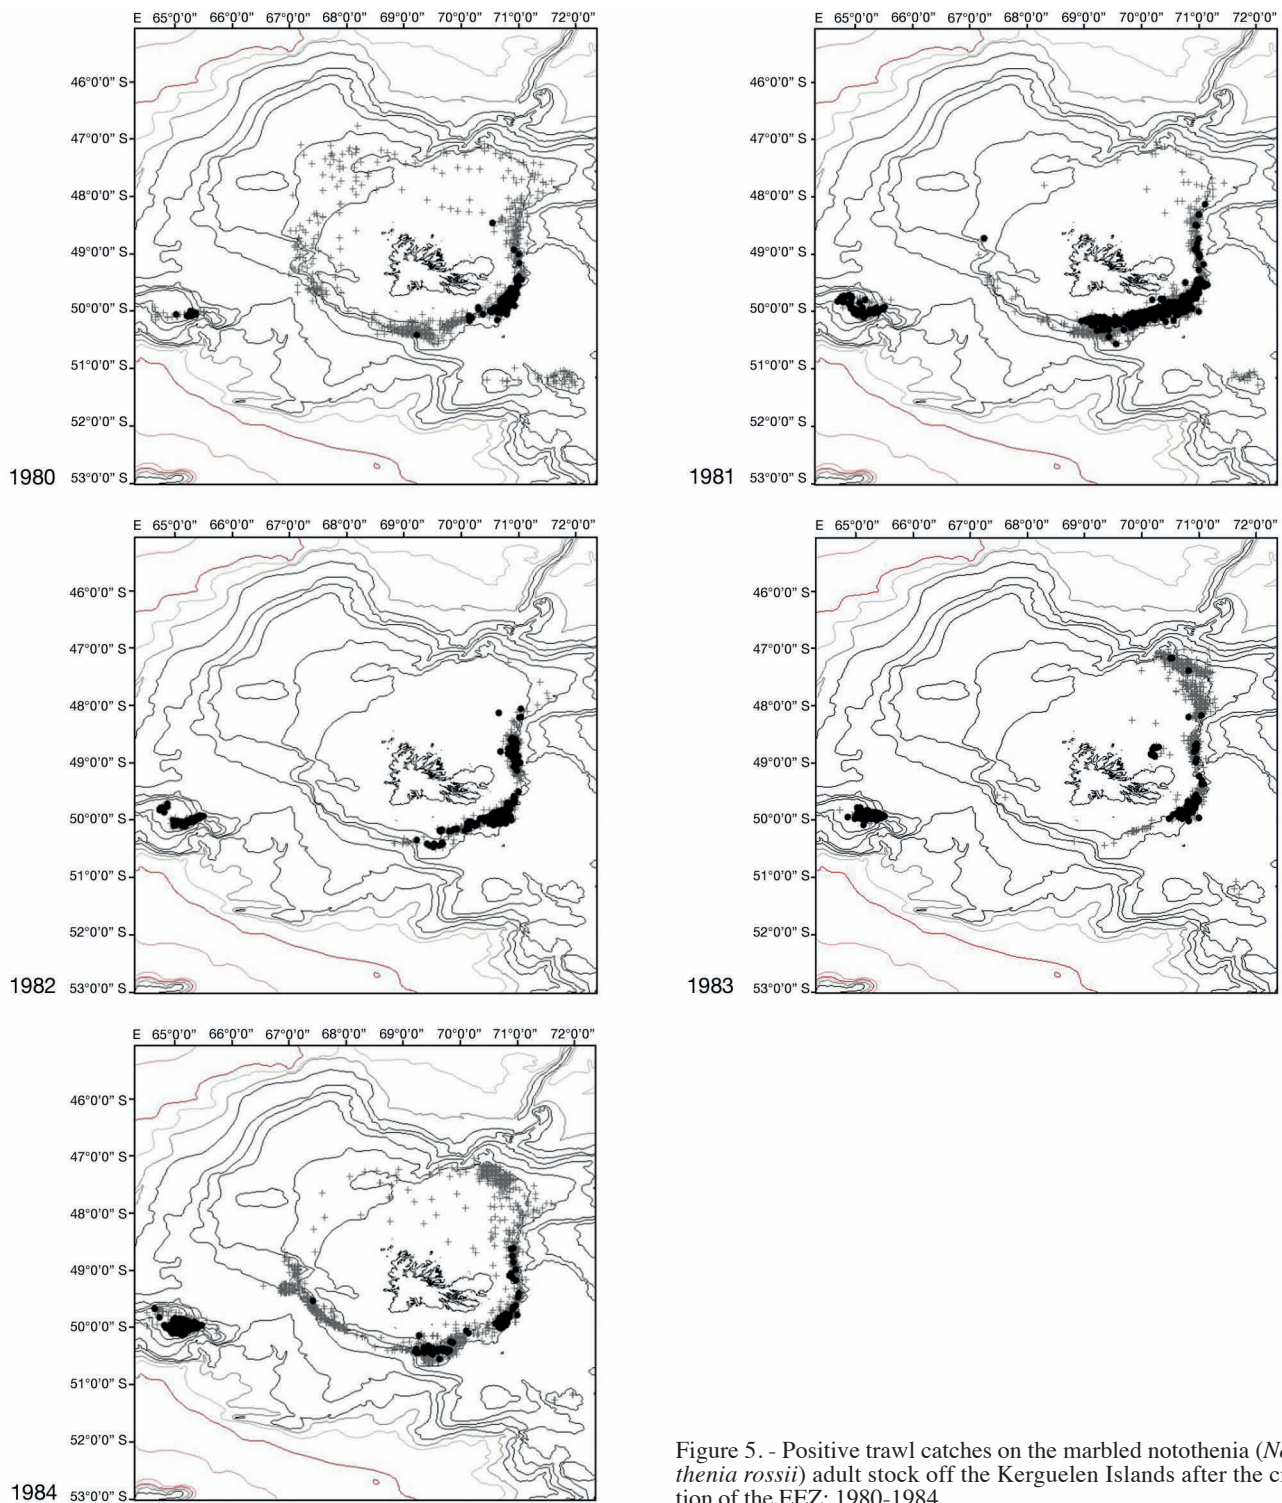 E 65°0'0” 66°0'0” 67°0'0” 68°0'0” 69°0'0” 70°0'0” 71°0'0” 72°0'0”
46°0'0” S
47°0'0” S
48°0'0” S
49°0'0” S
50°0'0” S
51°0'0” S
52°0'0” S
53°0'0” S
1980
E 65°0'0” 66°0'0” 67°0'0” 68°0'0” 69°0'0” 70°0'0” 71°0'0” 72°0'0”
46°0'0” S
47°0'0” S
48°0'0” S
49°0'0” S
50°0'0” S
51°0'0” S
52°0'0” S
53°0'0” S
1981
E 65°0'0” 66°0'0” 67°0'0” 68°0'0” 69°0'0” 70°0'0” 71°0'0” 72°0'0”
46°0'0” S
47°0'0” S
48°0'0” S
49°0'0” S
50°0'0” S
51°0'0” S
52°0'0” S
53°0'0” S
1982
E 65°0'0” 66°0'0” 67°0'0” 68°0'0” 69°0'0” 70°0'0” 71°0'0” 72°0'0”
46°0'0” S
47°0'0” S
48°0'0” S
49°0'0” S
50°0'0” S
51°0'0” S
52°0'0” S
53°0'0” S
1983
E 65°0'0” 66°0'0” 67°0'0” 68°0'0” 69°0'0” 70°0'0” 71°0'0” 72°0'0”
46°0'0” S
47°0'0” S
48°0'0” S
49°0'0” S
50°0'0” S
51°0'0” S
52°0'0” S
53°0'0” S
1984
Figure 5. - Positive trawl catches on the marbled notothenia
thenia rossii) adult stock off the Kerguelen Islands after the
tion of the EEZ: 1980-1984